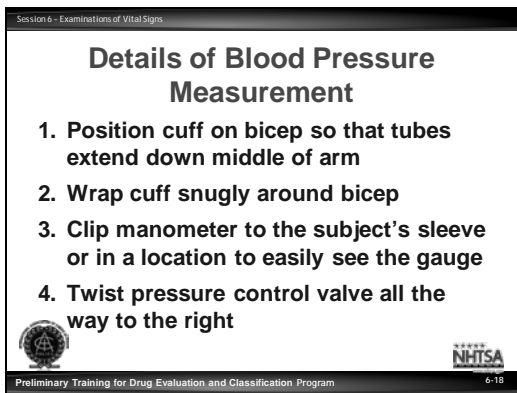 Session 6 - Examinations of Vital Signs
Details of Blood Pressure
Measurement
1. Position cuff on bicep so that tubes
extend down middle of arm
2. Wrap cuff snugly around bicep
3. Clip manometer to the subject's sleeve
or in a location to easily see the gauge
4. Twist pressure control valve all the
way to the right
NHTSA
Preliminary Training for Drug Evaluation and Classification Program
6-18